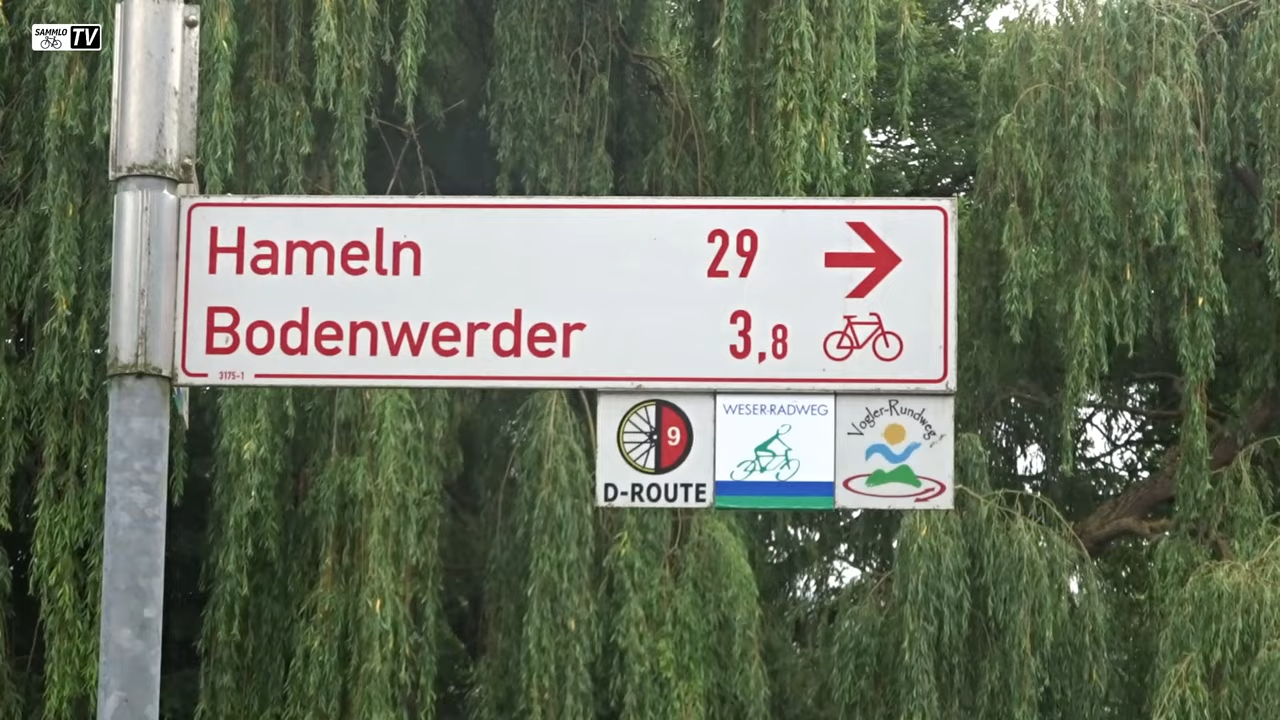 SAMMLO TV
Hameln 29
Bodenwerder 3,8
3175-1
9
D-ROUTE
WESER-RADWEG
Vogler-Rundweg